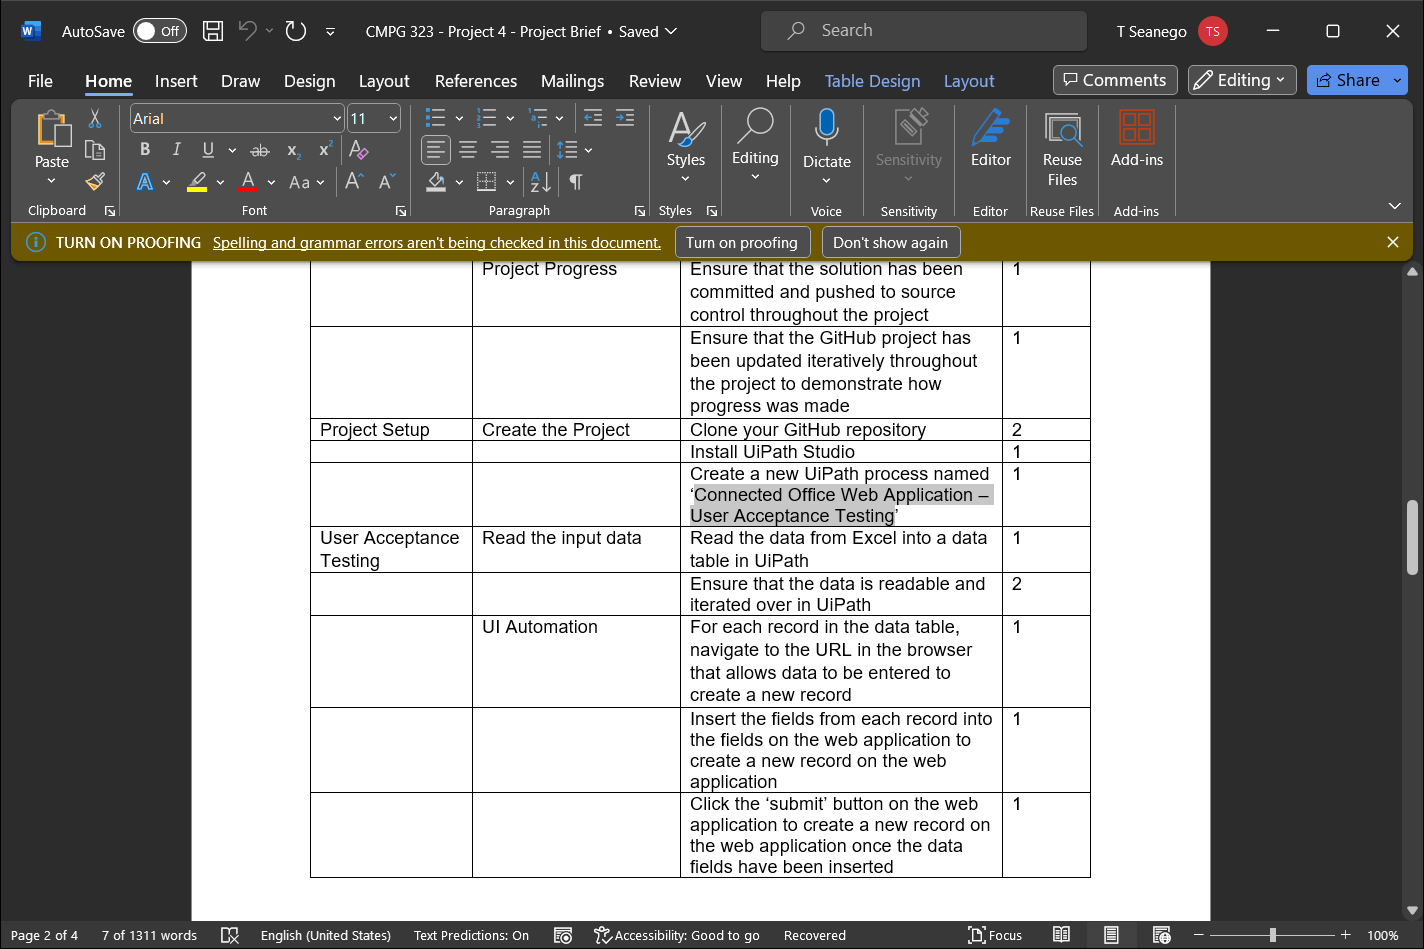 AutoSave Off CMPG 323 - Project 4 - Project Brief • Saved Search T Seanego TS
File Home Insert Draw Design Layout References Mailings Review View Help Table Design Layout Comments Editing Share
Paste
Clipboard
Arial 11
B I U ab x₂ x² A
A A Aa A A
Font
A Z ¶
Paragraph
Styles
Styles
Editing
Dictate
Voice
Sensitivity
Sensitivity
Editor
Editor
Reuse
Files
Reuse Files
Add-ins
Add-ins
TURN ON PROOFING Spelling and grammar errors aren't being checked in this document. Turn on proofing Don't show again
Project Progress Ensure that the solution has been 1
committed and pushed to source
control throughout the project
Ensure that the GitHub project has 1
been updated iteratively throughout
the project to demonstrate how
progress was made
Project Setup Create the Project Clone your GitHub repository 2
Install UiPath Studio 1
Create a new UiPath process named 1
‘Connected Office Web Application –
User Acceptance Testing’
User Acceptance Read the input data Read the data from Excel into a data 1
Testing table in UiPath
Ensure that the data is readable and 2
iterated over in UiPath
UI Automation For each record in the data table, 1
navigate to the URL in the browser
that allows data to be entered to
create a new record
Insert the fields from each record into 1
the fields on the web application to
create a new record on the web
application
Click the ‘submit’ button on the web 1
application to create a new record on
the web application once the data
fields have been inserted
Page 2 of 4 7 of 1311 words English (United States) Text Predictions: On Accessibility: Good to go Recovered Focus 100%